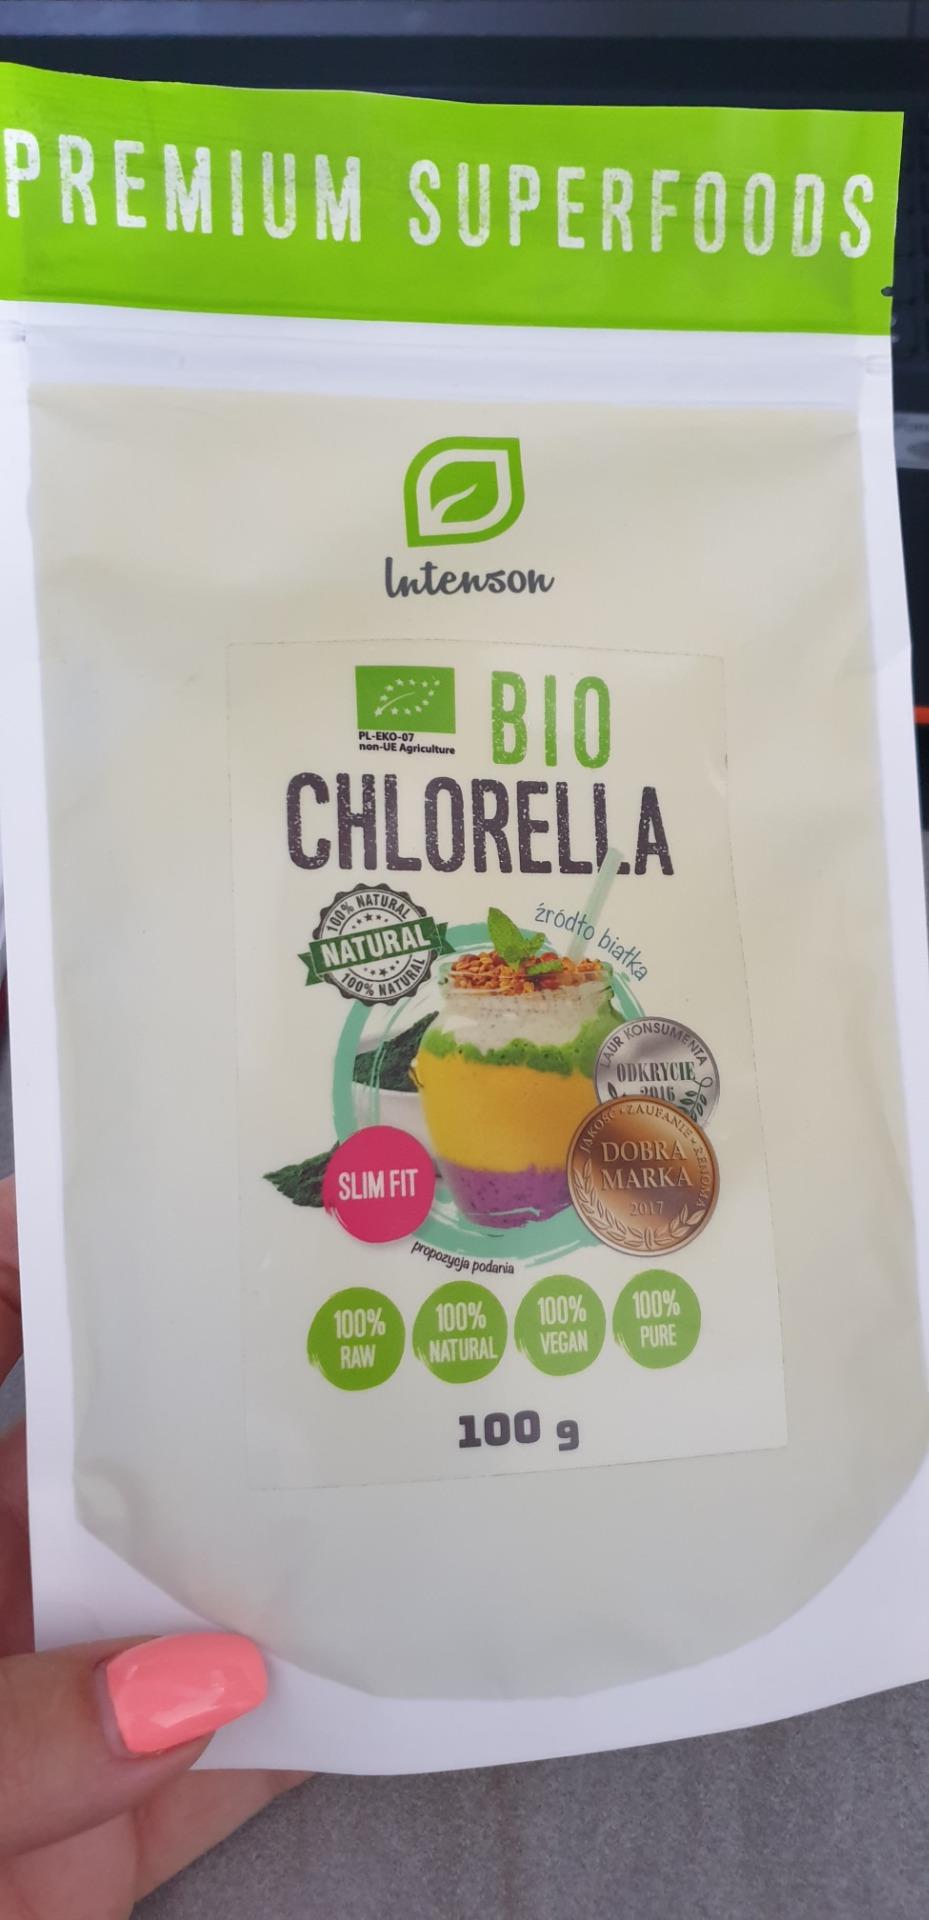 PREMIUM SUPERFOODS
Intenson
BIO
PL-EKO-07
non-UE Agriculture
CHLORELLA
100% NATURAL
NATURAL
100% NATURAL
źródło białka
LAUR KONSUMENTA
ODKRYCIE
2016
JAKOŚĆ • ZAUFANIE • RENOMA
DOBRA
MARKA
2017
SLIM FIT
propozycja podania
100%
RAW
100%
NATURAL
100%
VEGAN
100%
PURE
100 g